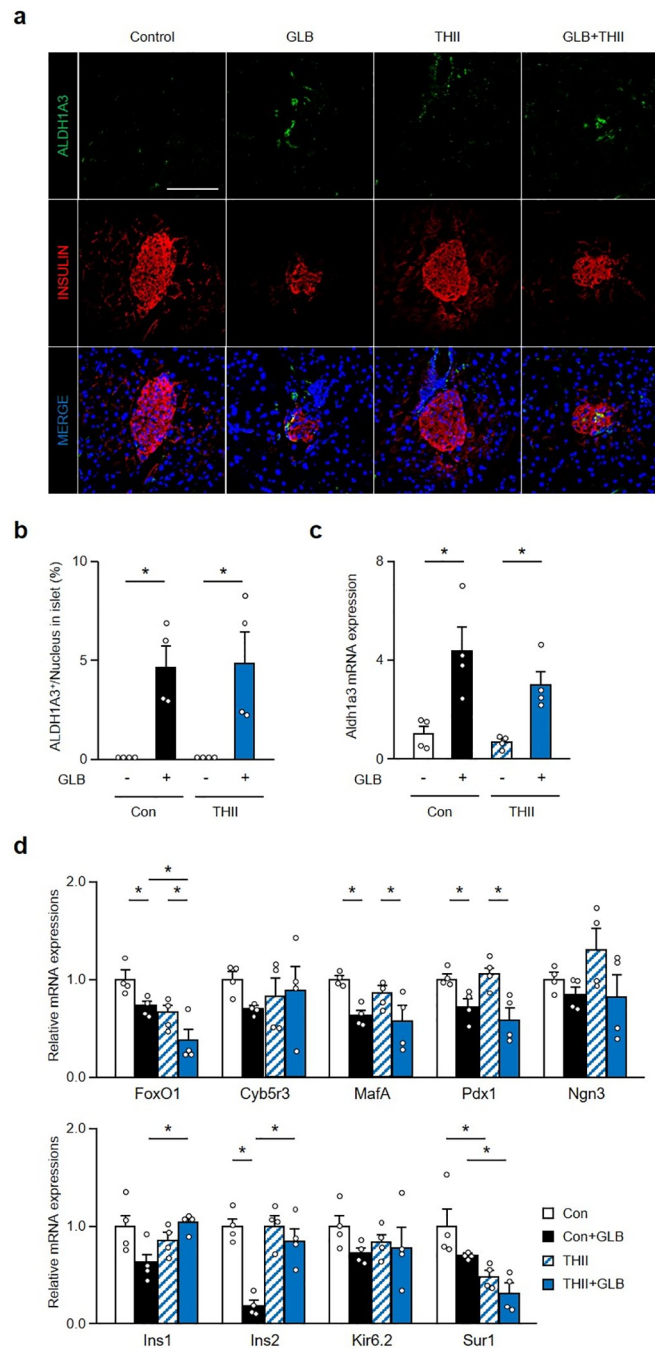 a
Control GLB THII GLB+THII
ALDH1A3
INSULIN
MERGE
b
ALDH1A3⁺/Nucleus in islet (%)
10
5
0
* *
GLB - + - +
Con THII
c
Aldh1a3 mRNA expression
8
4
0
* *
GLB - + - +
Con THII
d
Relative mRNA expressions
2.0
1.0
0.0
*
* * * * * *
FoxO1 Cyb5r3 MafA Pdx1 Ngn3
Relative mRNA expressions
2.0
1.0
0.0
* * * * *
Ins1 Ins2 Kir6.2 Sur1
Con
Con+GLB
THII
THII+GLB